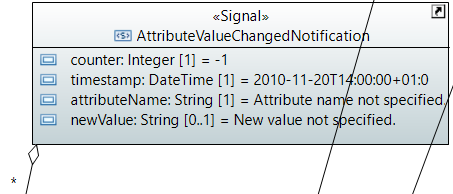 «Signal»
AttributeValueChangedNotification
counter: Integer [1] = -1
timestamp: DateTime [1] = 2010-11-20T14:00:00+01:0
attributeName: String [1] = Attribute name not specified.
newValue: String [0..1] = New value not specified.
*